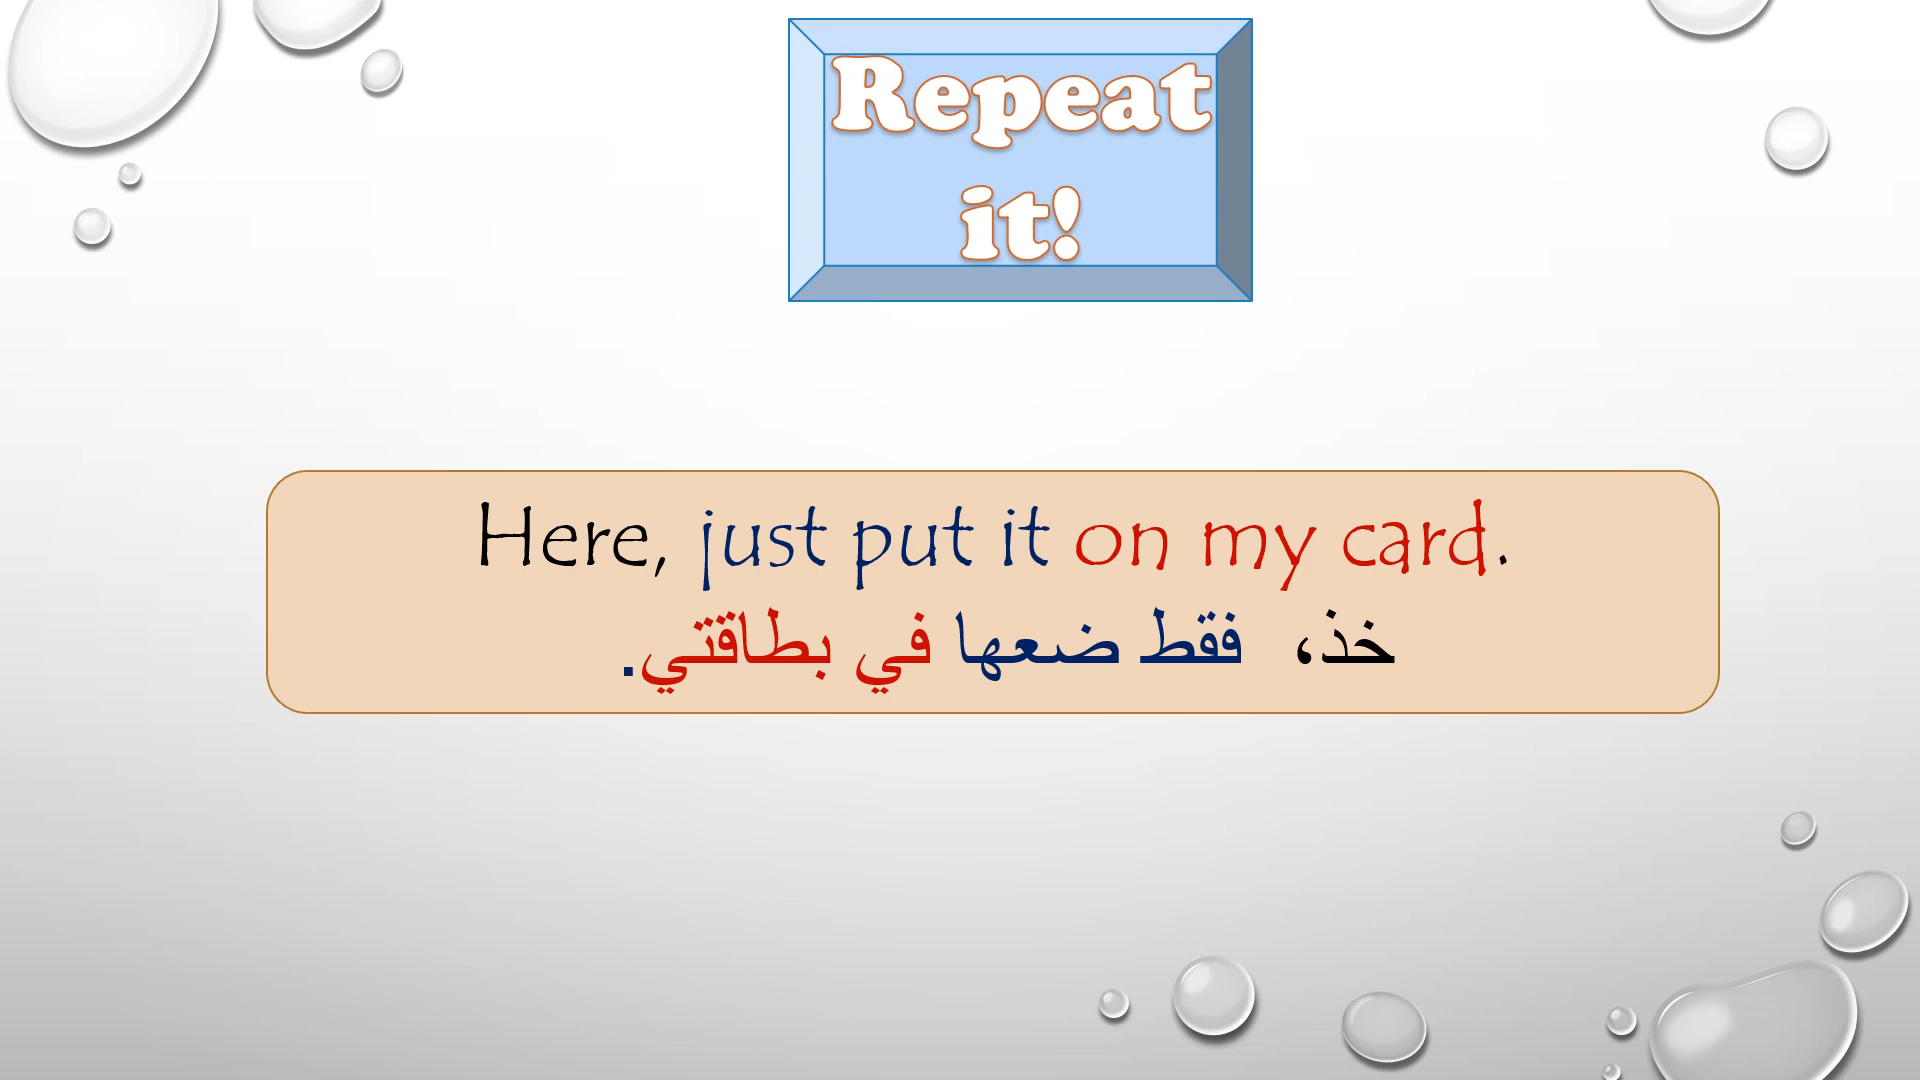 Repeat
it!
Here, just put it on my card.
خذ، فقط ضعها في بطاقتي.